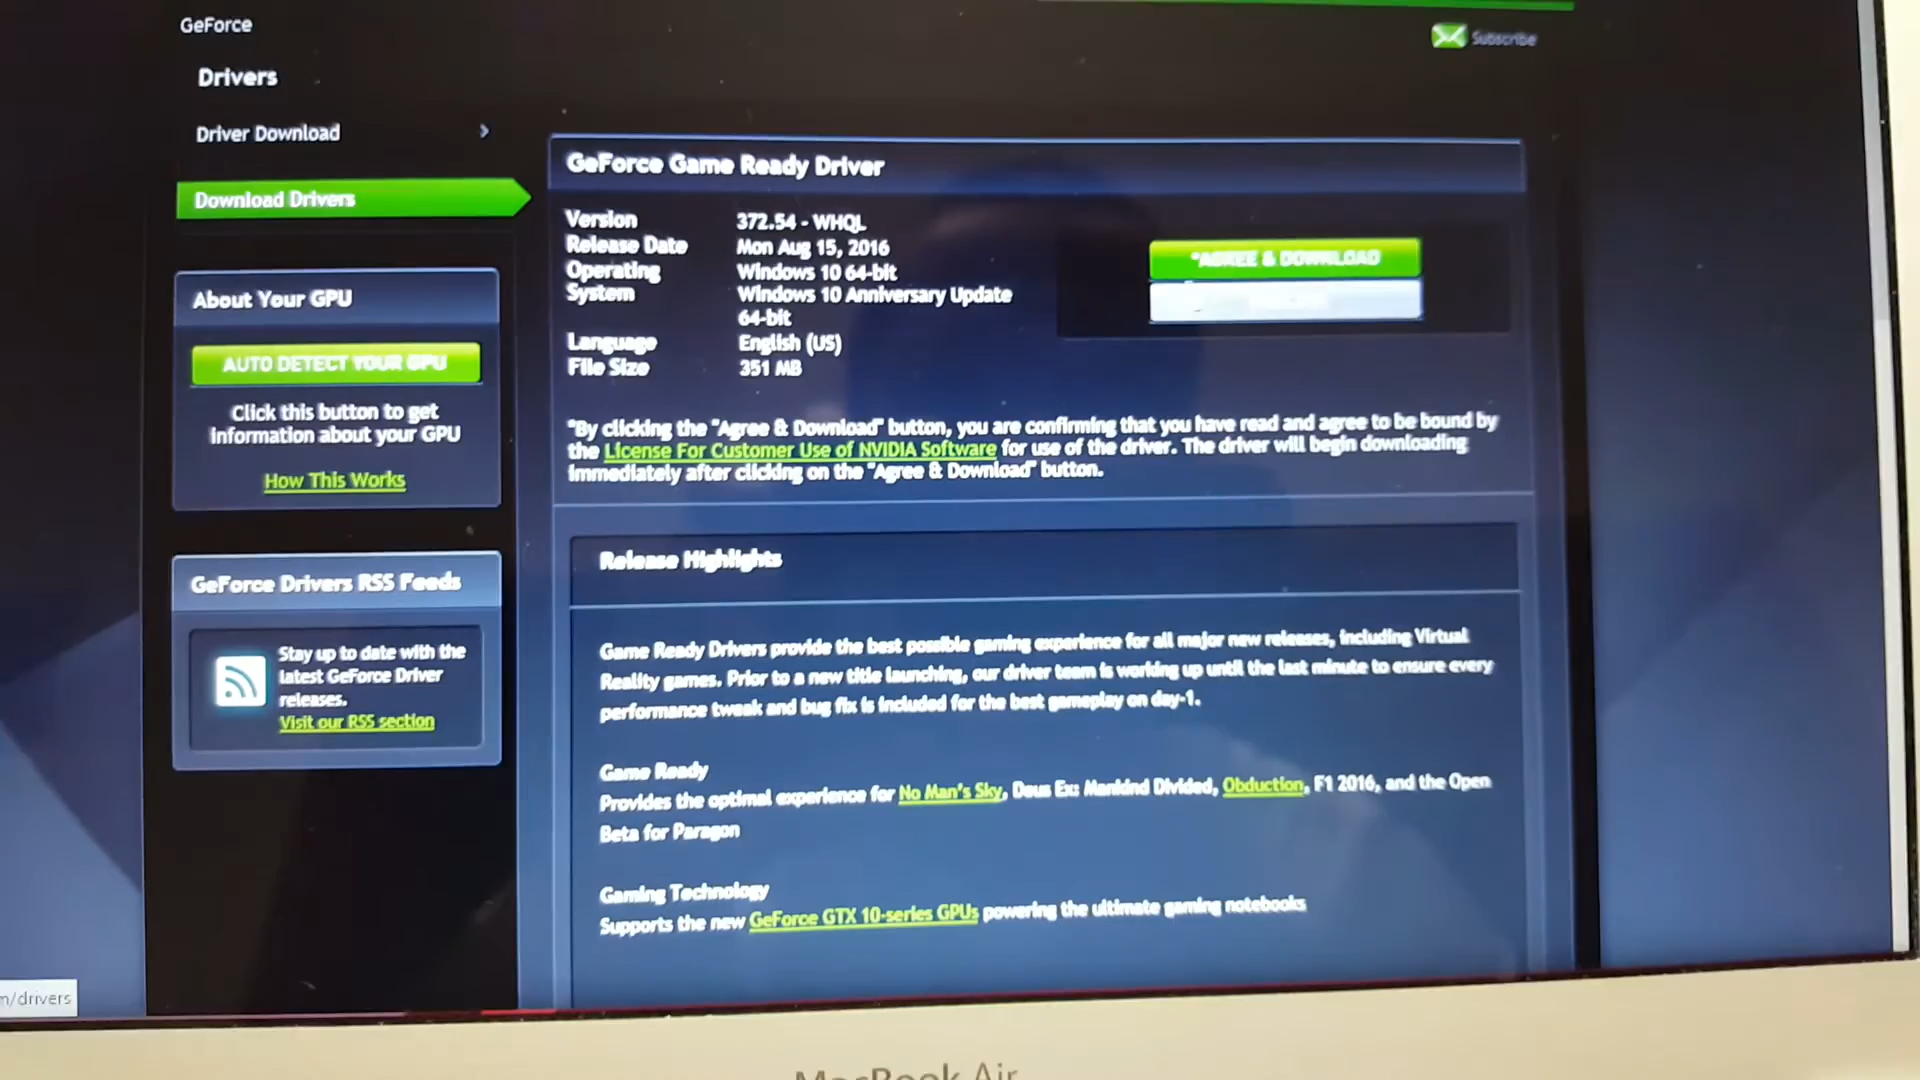 GeForce
Subscribe
Drivers
Driver Download
Download Drivers
About Your GPU
AUTO DETECT YOUR GPU
Click this button to get
information about your GPU
How This Works
GeForce Drivers RSS Feeds
Stay up to date with the
latest GeForce Driver
releases.
Visit our RSS section
GeForce Game Ready Driver
Version 372.54 - WHQL
Release Date Mon Aug 15, 2016
Operating Windows 10 64-bit
System Windows 10 Anniversary Update
64-bit
Language English (US)
File Size 351 MB
*AGREE & DOWNLOAD
*By clicking the "Agree & Download" button, you are confirming that you have read and agree to be bound by
the License For Customer Use of NVIDIA Software for use of the driver. The driver will begin downloading
immediately after clicking on the "Agree & Download" button.
Release Highlights
Game Ready Drivers provide the best possible gaming experience for all major new releases, including Virtual
Reality games. Prior to a new title launching, our driver team is working up until the last minute to ensure every
performance tweak and bug fix is included for the best gameplay on day-1.
Game Ready
Provides the optimal experience for No Man's Sky, Deus Ex: Mankind Divided, Obduction, F1 2016, and the Open
Beta for Paragon
Gaming Technology
Supports the new GeForce GTX 10-series GPUs powering the ultimate gaming notebooks
m/drivers
MacBook Air